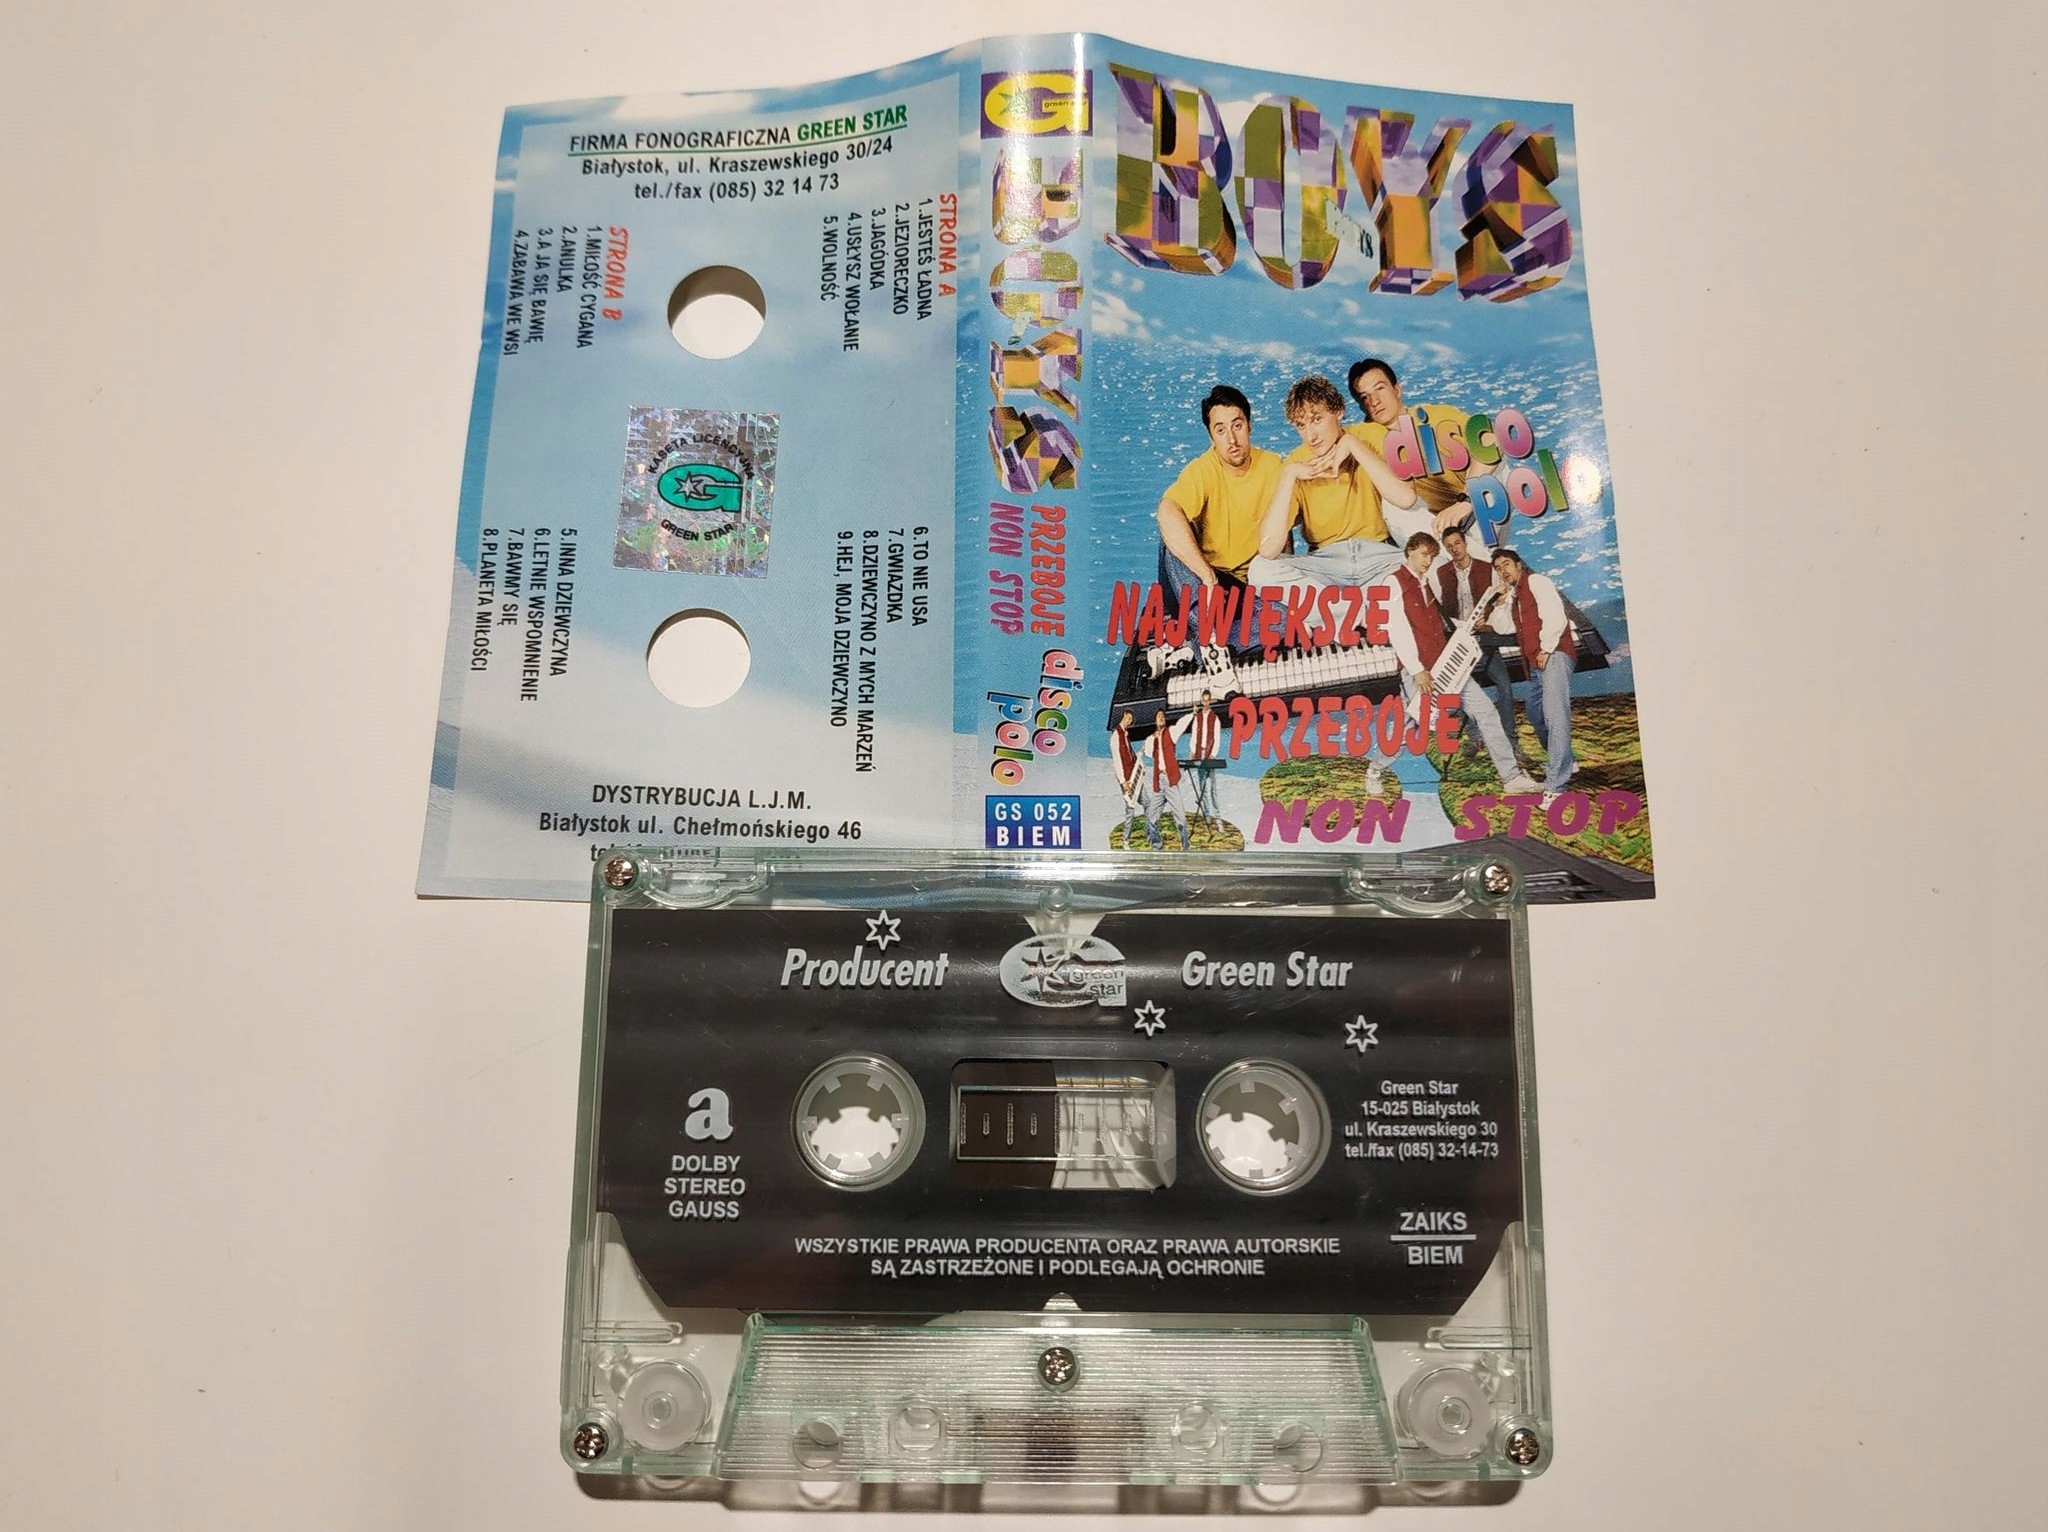 FIRMA FONOGRAFICZNA GREEN STAR
Białystok, ul. Kraszewskiego 30/24
tel./fax (085) 32 14 73
STRONA A
1.JESTEŚ ŁADNA
2.JEZIORECZKO
3.JAGÓDKA
4.USŁYSZ WOŁANIE
5.WOLNOŚĆ
6.TO NIE USA
7.GWIAZDKA
8.DZIEWCZYNO Z MYCH MARZEŃ
9.HEJ, MOJA DZIEWCZYNO
STRONA B
1.MIŁOŚĆ CYGANA
2.ANULKA
3.A JA SIĘ BAWIĘ
4.ZABAWA WE WSI
5.INNA DZIEWCZYNA
6.LETNIE WSPOMNIENIE
7.BAWMY SIĘ
8.PLANETA MIŁOŚCI
KASETA LICENCYJNA
G
GREEN STAR
DYSTRYBUCJA L.J.M.
Białystok ul. Chełmońskiego 46
G green star
BOYS
PRZEBOJE
NON STOP
disco
polo
GS 052
BIEM
BOYS
disco
polo
NAJWIĘKSZE
PRZEBOJE
NON STOP
Producent G green star Green Star
a
DOLBY
STEREO
GAUSS
Green Star
15-025 Białystok
ul. Kraszewskiego 30
tel./fax (085) 32-14-73
ZAIKS
BIEM
WSZYSTKIE PRAWA PRODUCENTA ORAZ PRAWA AUTORSKIE
SĄ ZASTRZEŻONE I PODLEGAJĄ OCHRONIE